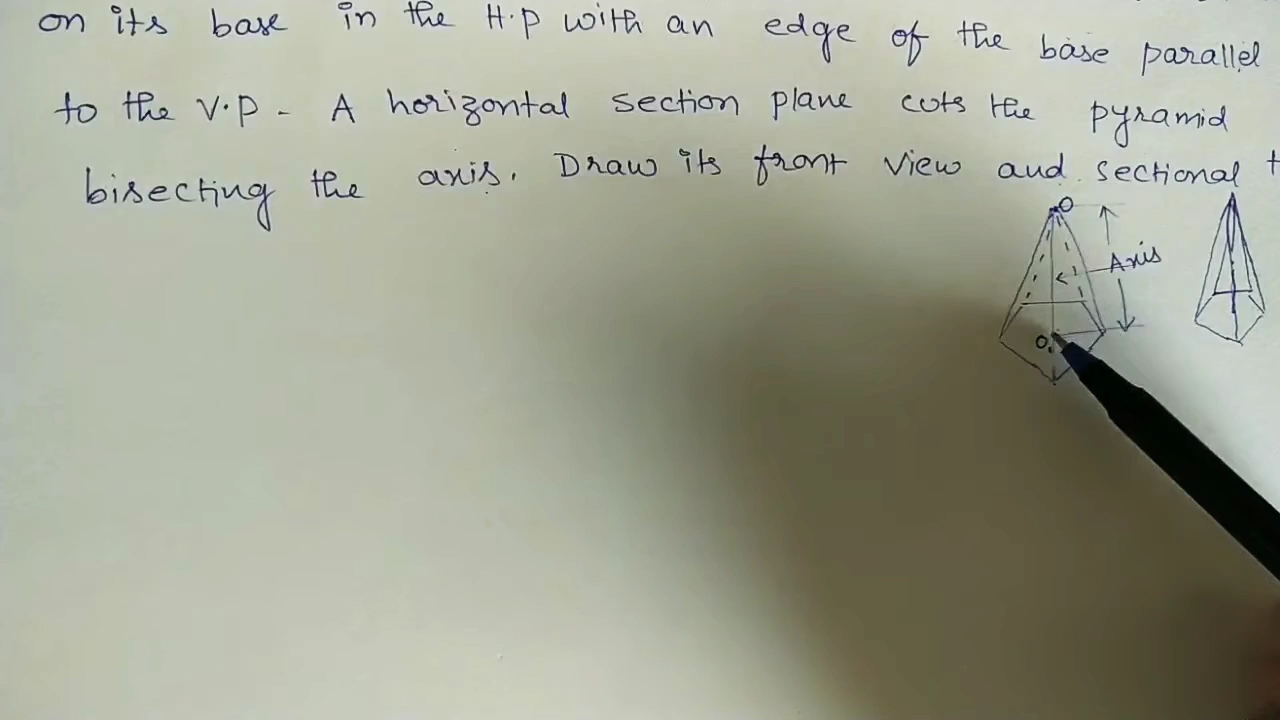 on its base in the H.P with an edge of the base parallel
to the V.P - A horizontal section plane cuts the pyramid
bisecting the axis. Draw its front view and sectional
O
Axis
O₁